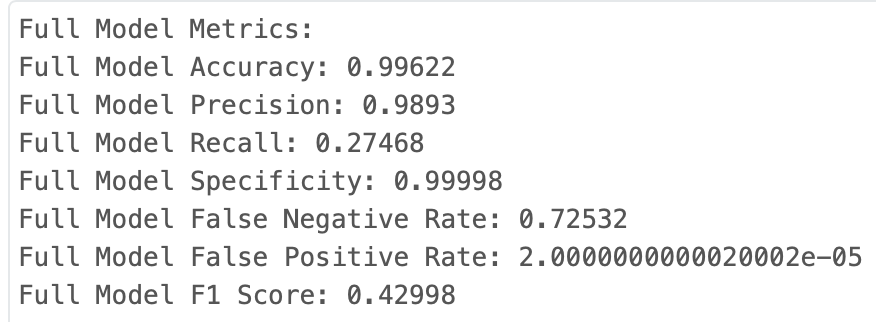 Full Model Metrics:
Full Model Accuracy: 0.99622
Full Model Precision: 0.9893
Full Model Recall: 0.27468
Full Model Specificity: 0.99998
Full Model False Negative Rate: 0.72532
Full Model False Positive Rate: 2.0000000000020002e-05
Full Model F1 Score: 0.42998